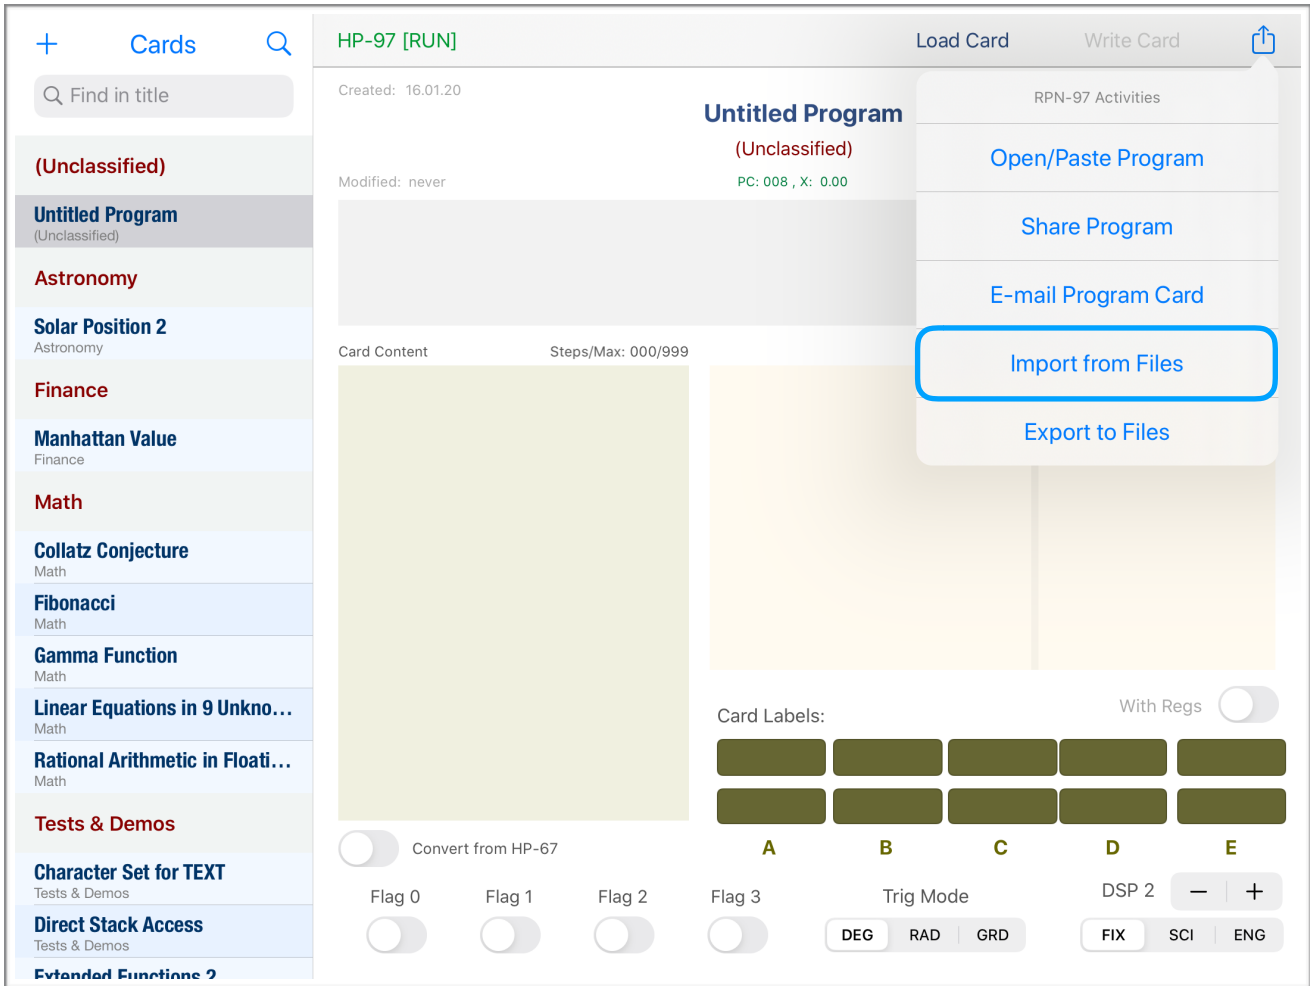 Cards
Find in title
(Unclassified)
Untitled Program
(Unclassified)
Astronomy
Solar Position 2
Astronomy
Finance
Manhattan Value
Finance
Math
Collatz Conjecture
Math
Fibonacci
Math
Gamma Function
Math
Linear Equations in 9 Unkno...
Math
Rational Arithmetic in Floati...
Math
Tests & Demos
Character Set for TEXT
Tests & Demos
Direct Stack Access
Tests & Demos
Extended Functions 2
HP-97 [RUN]
Load Card
Write Card
Created: 16.01.20
Untitled Program
(Unclassified)
Modified: never
PC: 008 , X: 0.00
RPN-97 Activities
Open/Paste Program
Share Program
E-mail Program Card
Import from Files
Export to Files
Card Content
Steps/Max: 000/999
With Regs
Card Labels:
A B C D E
Convert from HP-67
Flag 0 Flag 1 Flag 2 Flag 3
Trig Mode
DEG RAD GRD
DSP 2 − +
FIX SCI ENG